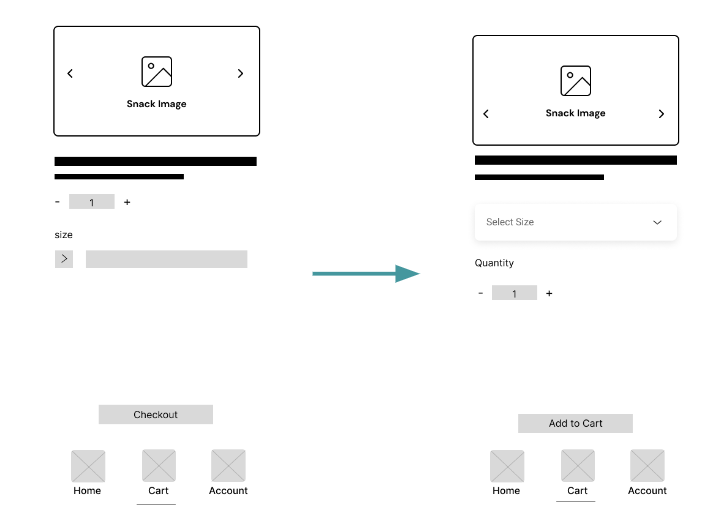 Snack Image
- 1 +
size
Checkout
Home Cart Account
Snack Image
Select Size
Quantity
- 1 +
Add to Cart
Home Cart Account